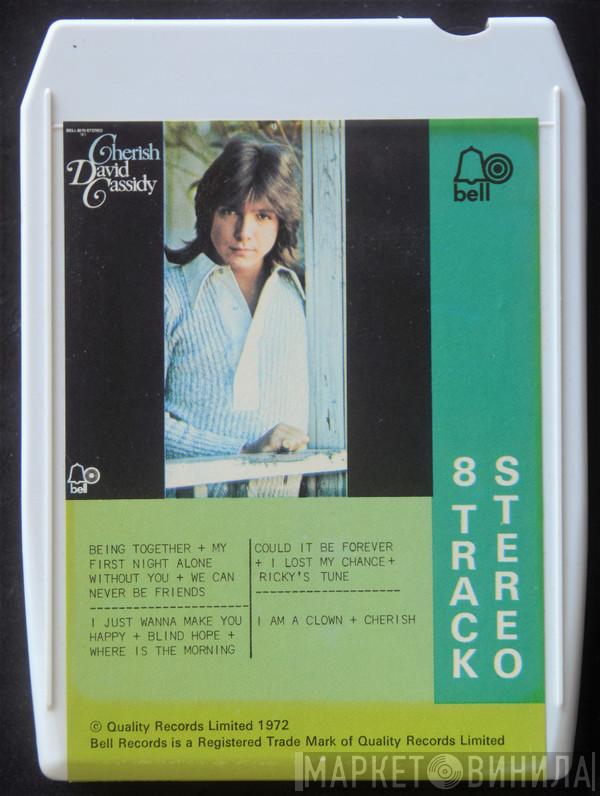 BELL 6070 STEREO
Cherish
David
Cassidy
bell
bell
8 TRACK
STEREO
BEING TOGETHER + MY
FIRST NIGHT ALONE
WITHOUT YOU + WE CAN
NEVER BE FRIENDS
I JUST WANNA MAKE YOU
HAPPY + BLIND HOPE +
WHERE IS THE MORNING
COULD IT BE FOREVER
+ I LOST MY CHANCE+
RICKY'S TUNE
I AM A CLOWN + CHERISH
© Quality Records Limited 1972
Bell Records is a Registered Trade Mark of Quality Records Limited
МАРКЕТ ВИНИЛА